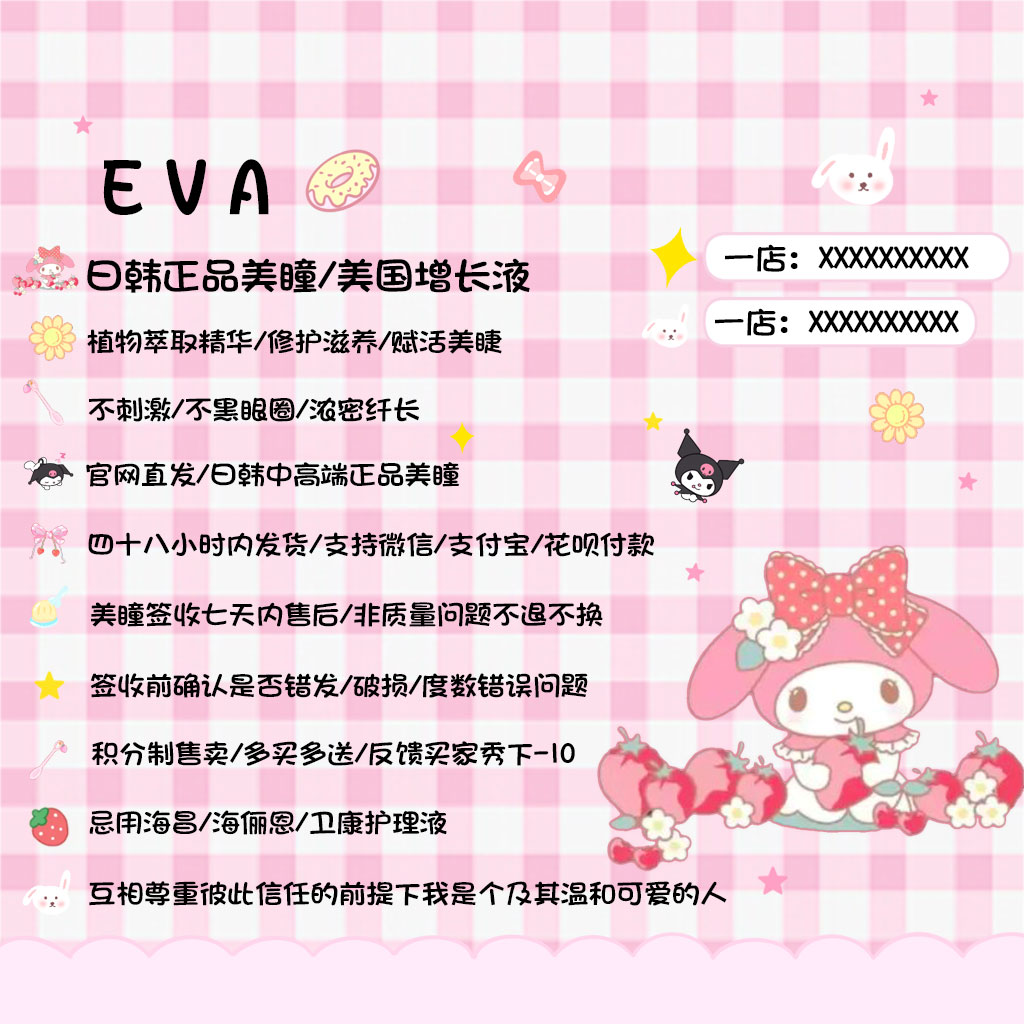 EVA
日韩正品美瞳/美国增长液
一店：XXXXXXXXXX
一店：XXXXXXXXXX
植物萃取精华/修护滋养/赋活美睫
不刺激/不黑眼圈/浓密纤长
官网直发/日韩中高端正品美瞳
四十八小时内发货/支持微信/支付宝/花呗付款
美瞳签收七天内售后/非质量问题不退不换
签收前确认是否错发/破损/度数错误问题
积分制售卖/多买多送/反馈买家秀下-10
忌用海昌/海俪恩/卫康护理液
互相尊重彼此信任的前提下我是个及其温和可爱的人